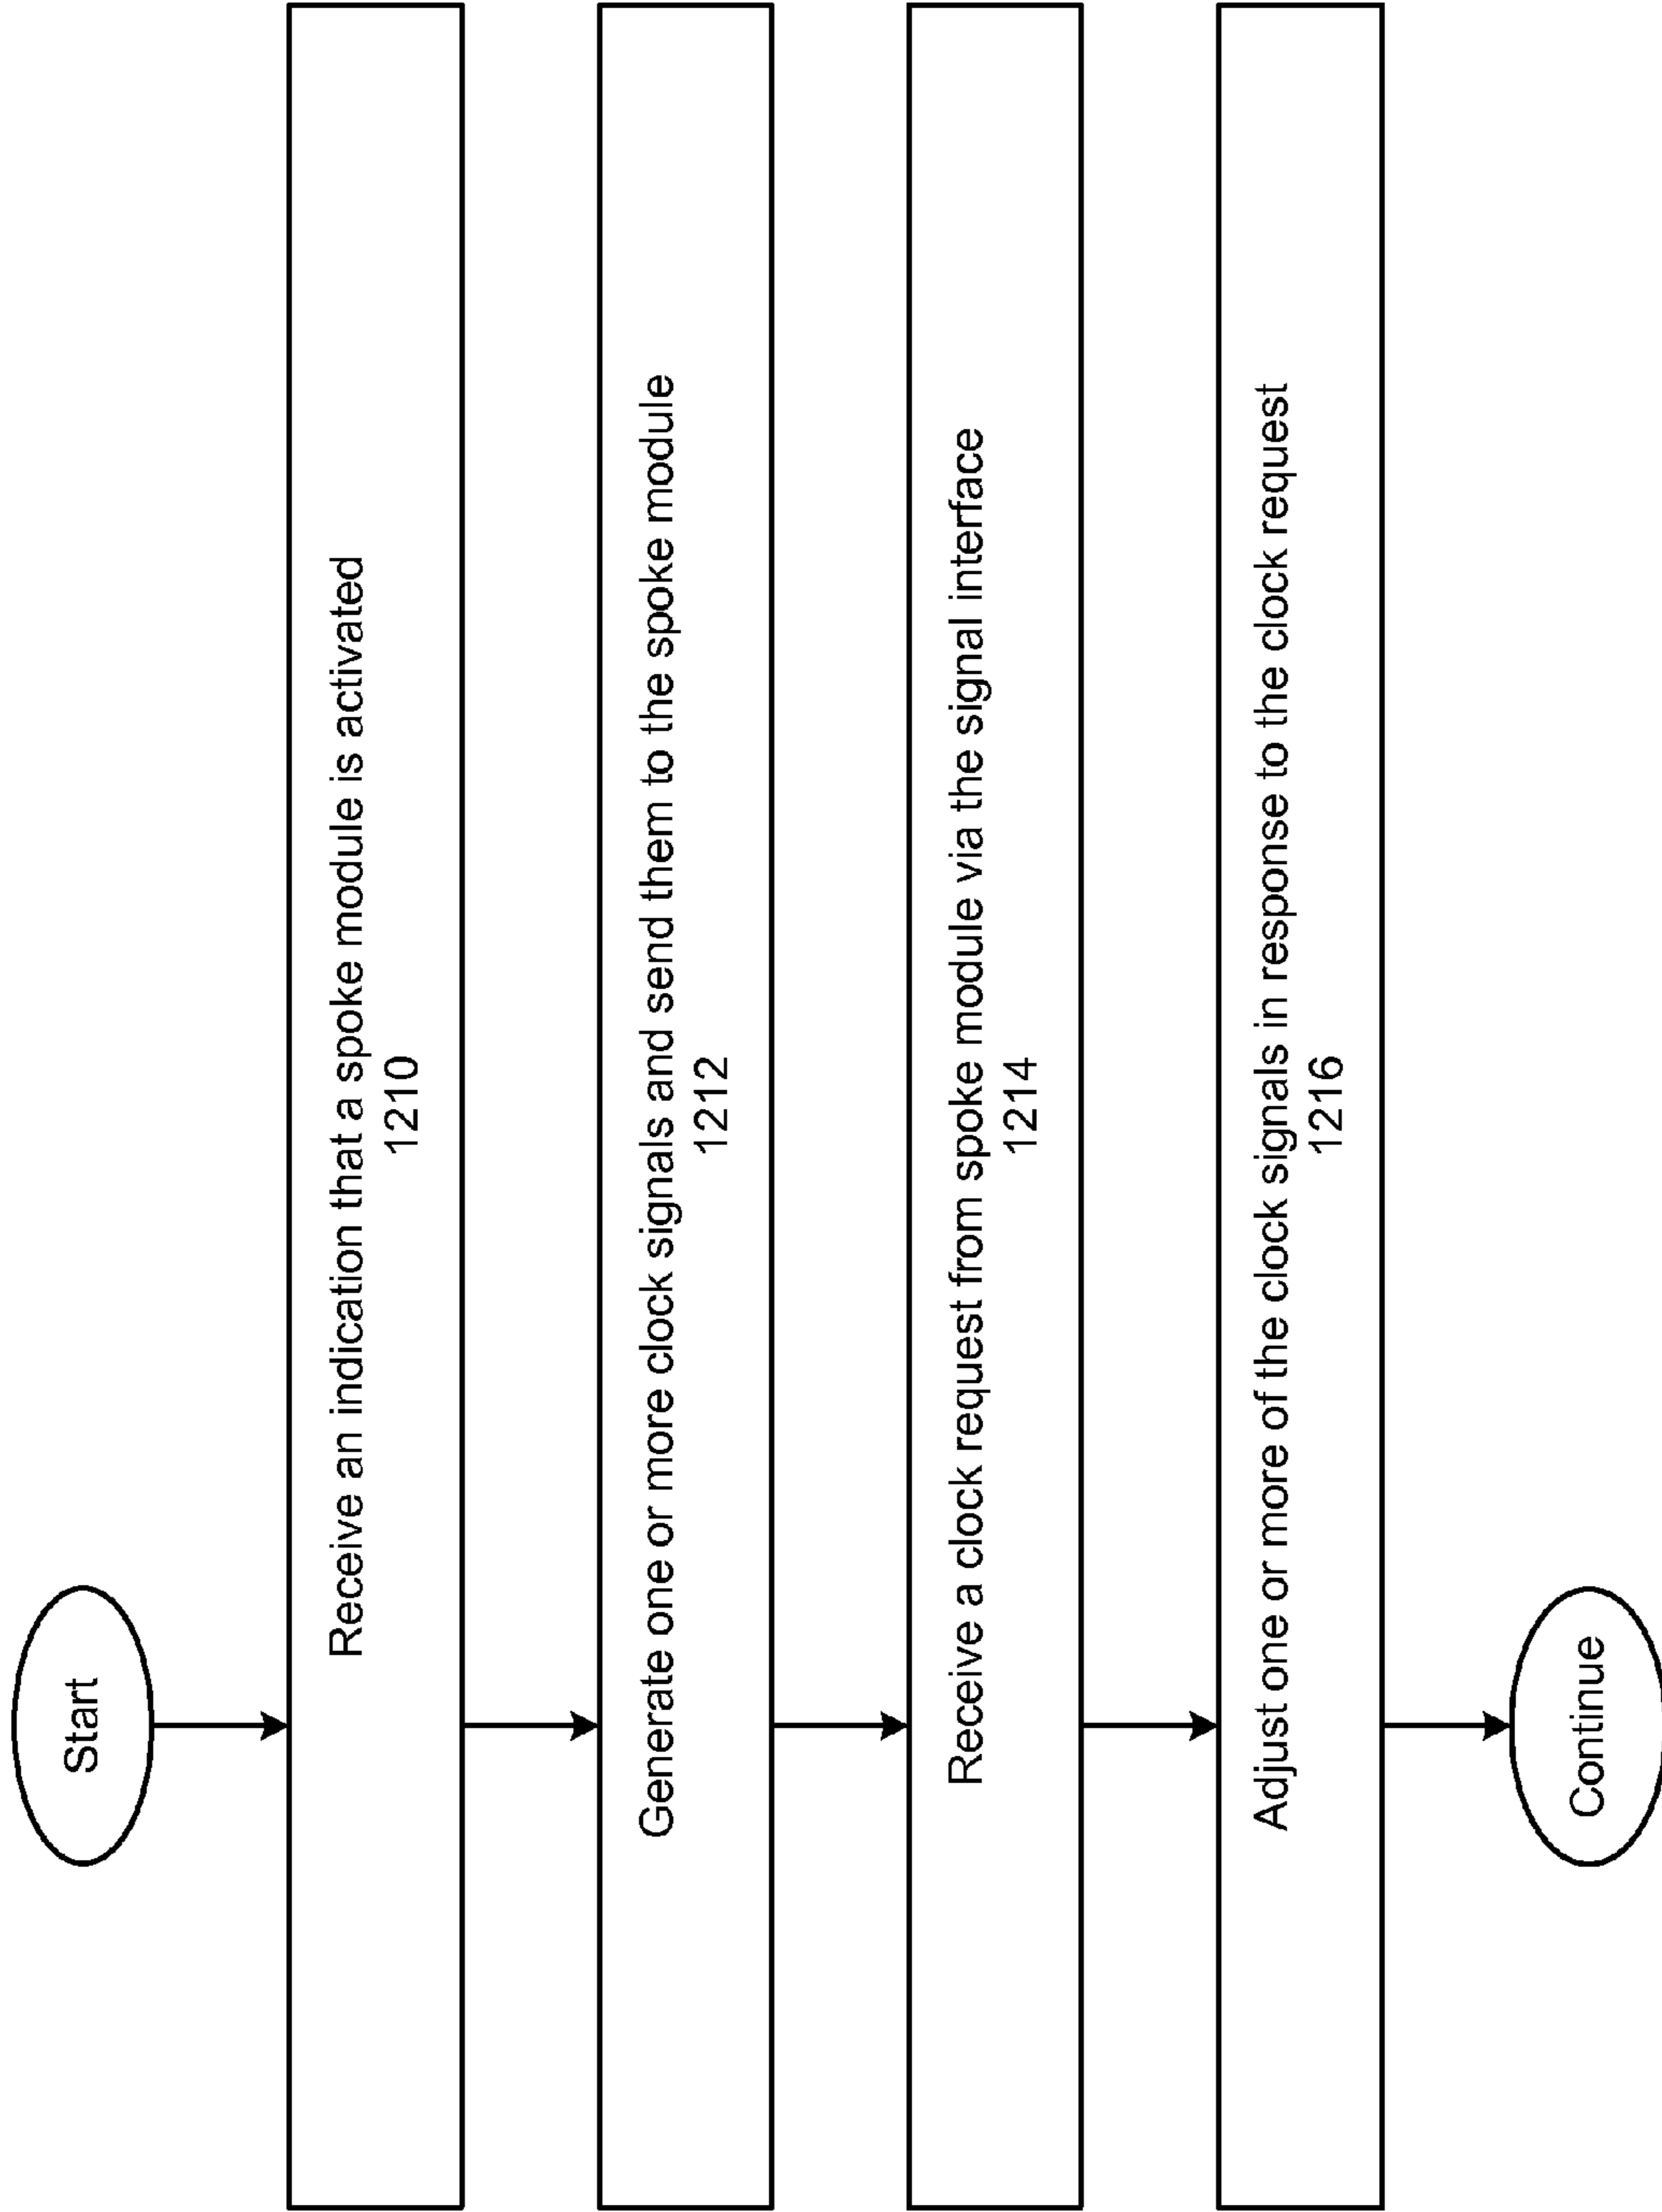 Start
Receive an indication that a spoke module is activated
1210
Generate one or more clock signals and send them to the spoke module
1212
Receive a clock request from spoke module via the signal interface
1214
Adjust one or more of the clock signals in response to the clock request
1216
Continue